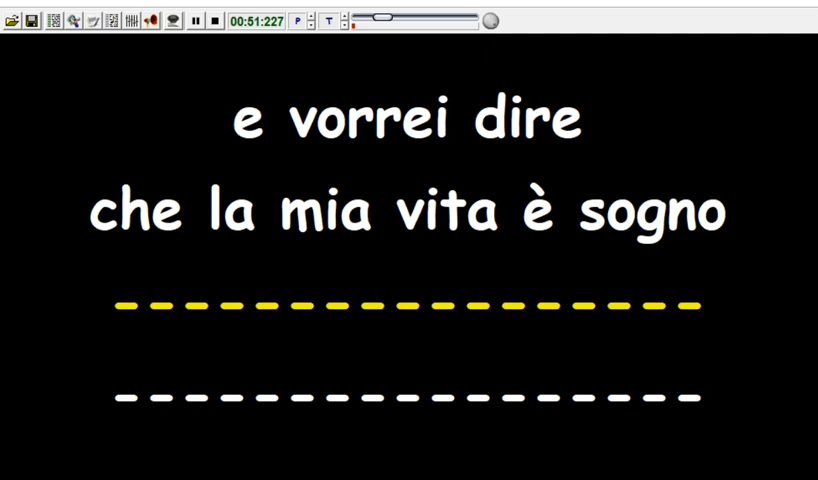 00:51:227 P T
e vorrei dire
che la mia vita è sogno
- - - - - - - - - - - - - - - - -
- - - - - - - - - - - - - - - - -